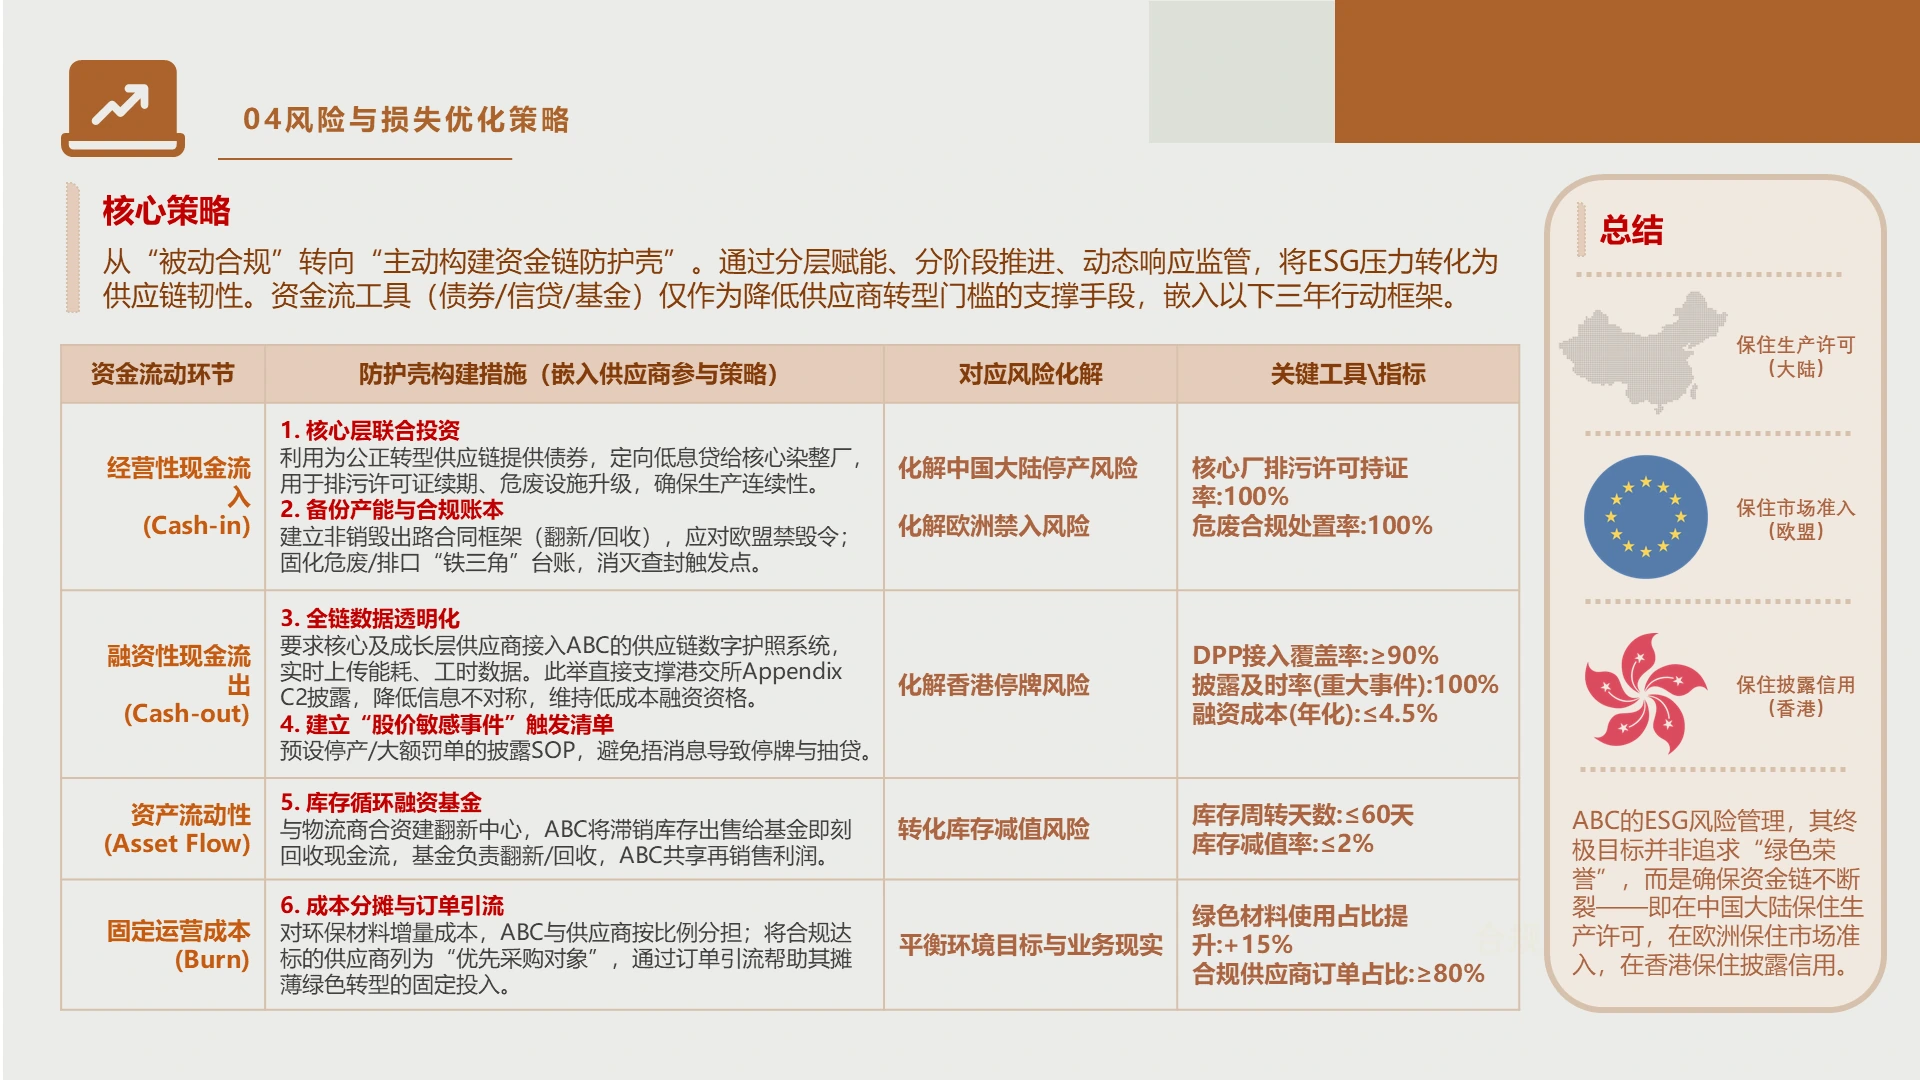 04风险与损失优化策略
核心策略
从“被动合规”转向“主动构建资金链防护壳”。通过分层赋能、分阶段推进、动态响应监管，将ESG压力转化为
供应链韧性。资金流工具（债券/信贷/基金）仅作为降低供应商转型门槛的支撑手段，嵌入以下三年行动框架。
资金流动环节
防护壳构建措施（嵌入供应商参与策略）
对应风险化解
关键工具\指标
经营性现金流
入
(Cash-in)
1. 核心层联合投资
利用为公正转型供应链提供债券，定向低息贷给核心染整厂，
用于排污许可证续期、危废设施升级，确保生产连续性。
2. 备份产能与合规账本
建立非销毁出路合同框架（翻新/回收），应对欧盟禁毁令；
固化危废/排口“铁三角”台账，消灭查封触发点。
化解中国大陆停产风险
化解欧洲禁入风险
核心厂排污许可持证
率:100%
危废合规处置率:100%
融资性现金流
出
(Cash-out)
3. 全链数据透明化
要求核心及成长层供应商接入ABC的供应链数字护照系统，
实时上传能耗、工时数据。此举直接支撑港交所Appendix
C2披露，降低信息不对称，维持低成本融资资格。
4. 建立“股价敏感事件”触发清单
预设停产/大额罚单的披露SOP，避免捂消息导致停牌与抽贷。
化解香港停牌风险
DPP接入覆盖率:≥90%
披露及时率(重大事件):100%
融资成本(年化):≤4.5%
资产流动性
(Asset Flow)
5. 库存循环融资基金
与物流商合资建翻新中心，ABC将滞销库存出售给基金即刻
回收现金流，基金负责翻新/回收，ABC共享再销售利润。
转化库存减值风险
库存周转天数:≤60天
库存减值率:≤2%
固定运营成本
(Burn)
6. 成本分摊与订单引流
对环保材料增量成本，ABC与供应商按比例分担；将合规达
标的供应商列为“优先采购对象”，通过订单引流帮助其摊
薄绿色转型的固定投入。
平衡环境目标与业务现实
绿色材料使用占比提
升:+15%
合规供应商订单占比:≥80%
总结
保住生产许可
（大陆）
保住市场准入
（欧盟）
保住披露信用
（香港）
ABC的ESG风险管理，其终
极目标并非追求“绿色荣
誉”，而是确保资金链不断
裂——即在中国大陆保住生
产许可，在欧洲保住市场准
入，在香港保住披露信用。